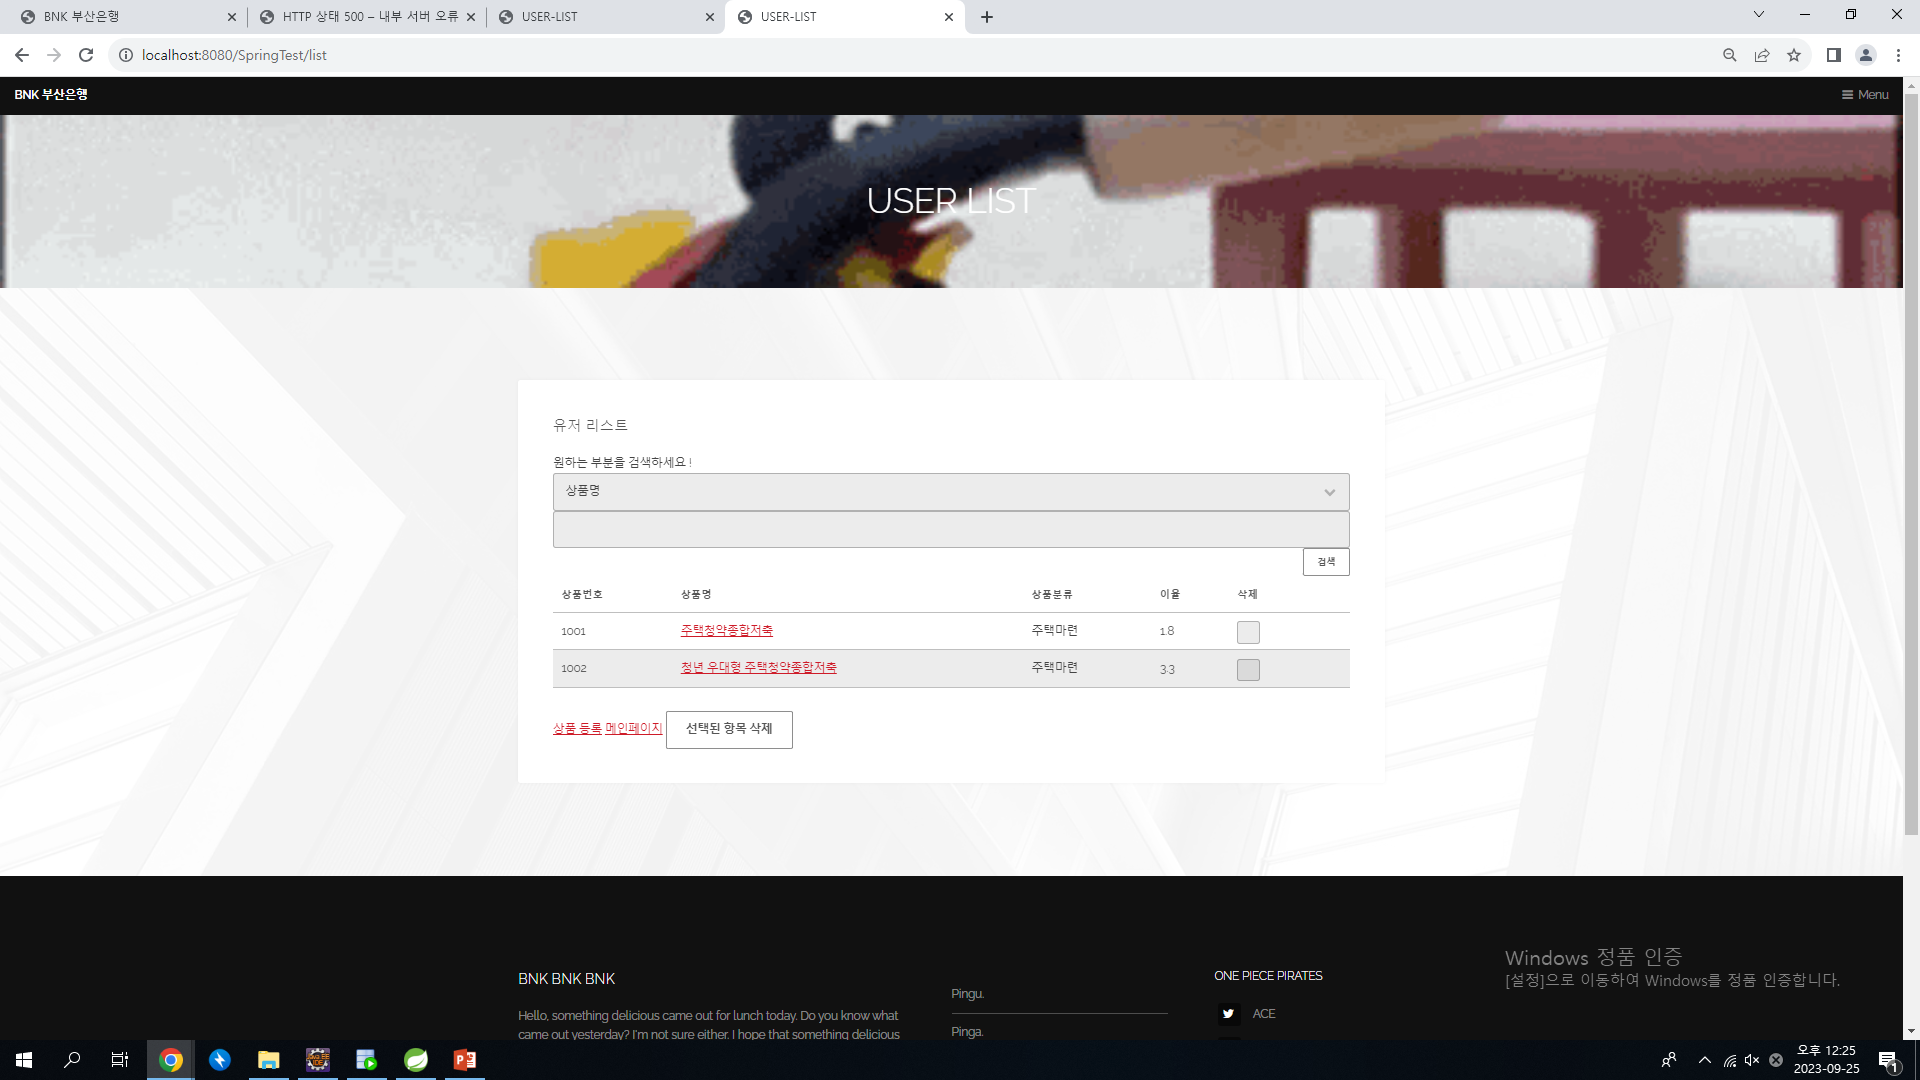 BNK 부산은행
HTTP 상태 500 – 내부 서버 오류
USER-LIST
USER-LIST
localhost:8080/SpringTest/list
BNK 부산은행
Menu
USER LIST
유저 리스트
원하는 부분을 검색하세요 !
상품명
검색
상품번호 상품명 상품분류 이율 삭제
1001 주택청약종합저축 주택마련 1.8
1002 청년 우대형 주택청약종합저축 주택마련 3.3
상품 등록 메인페이지 선택된 항목 삭제
Windows 정품 인증
[설정]으로 이동하여 Windows를 정품 인증합니다.
BNK BNK BNK
Hello, something delicious came out for lunch today. Do you know what
came out yesterday? I'm not sure either. I hope that something delicious
Pingu.
Pinga.
ONE PIECE PIRATES
ACE
오후 12:25
2023-09-25
1